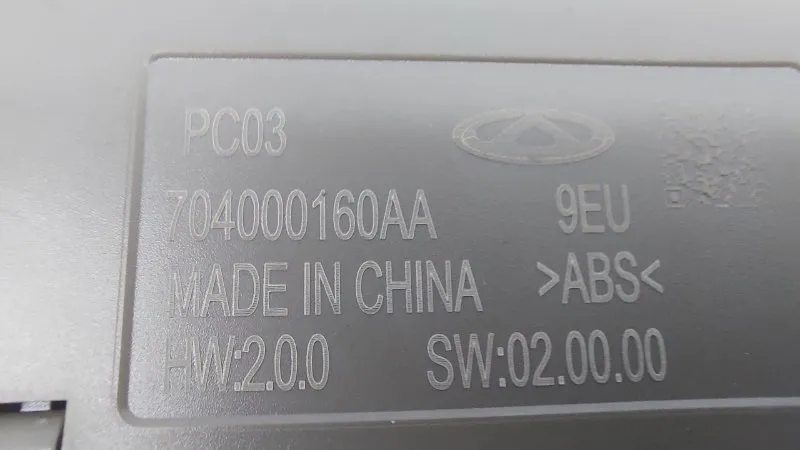 PC03
704000160AA 9EU
MADE IN CHINA >ABS<
HW:2.0.0 SW:02.00.00